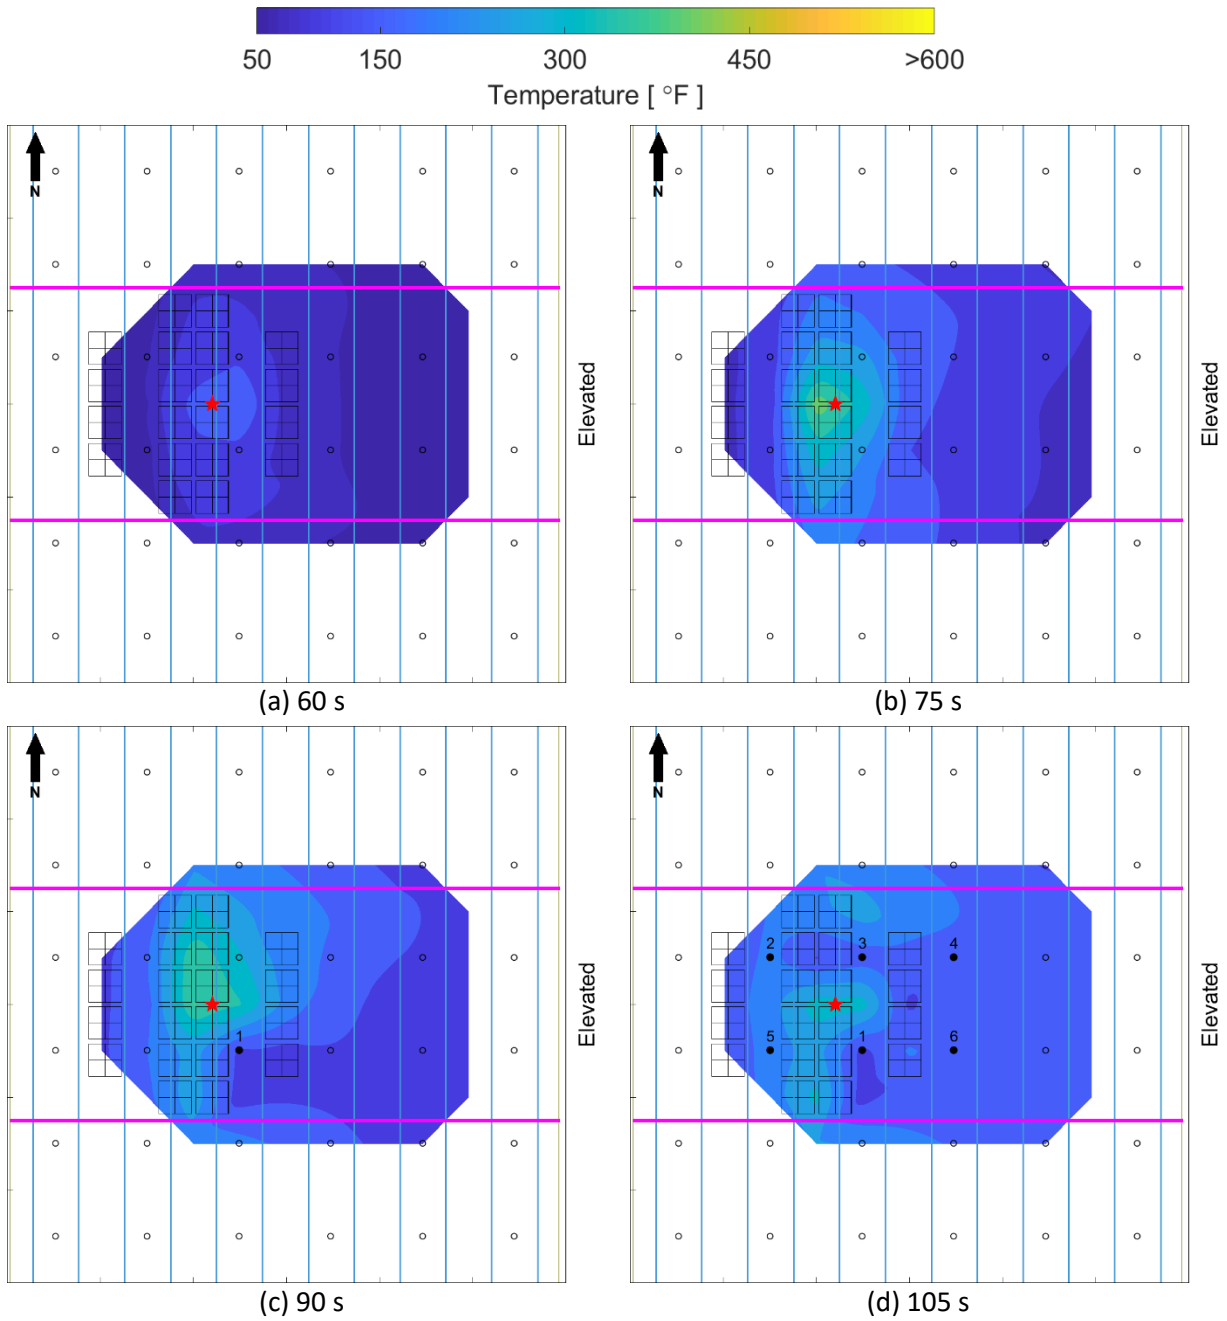 50 150 300 450 >600
Temperature [ °F ]
N
N
Elevated
Elevated
(a) 60 s
(b) 75 s
N
N
2 3 4
1
5 1 6
Elevated
Elevated
(c) 90 s
(d) 105 s